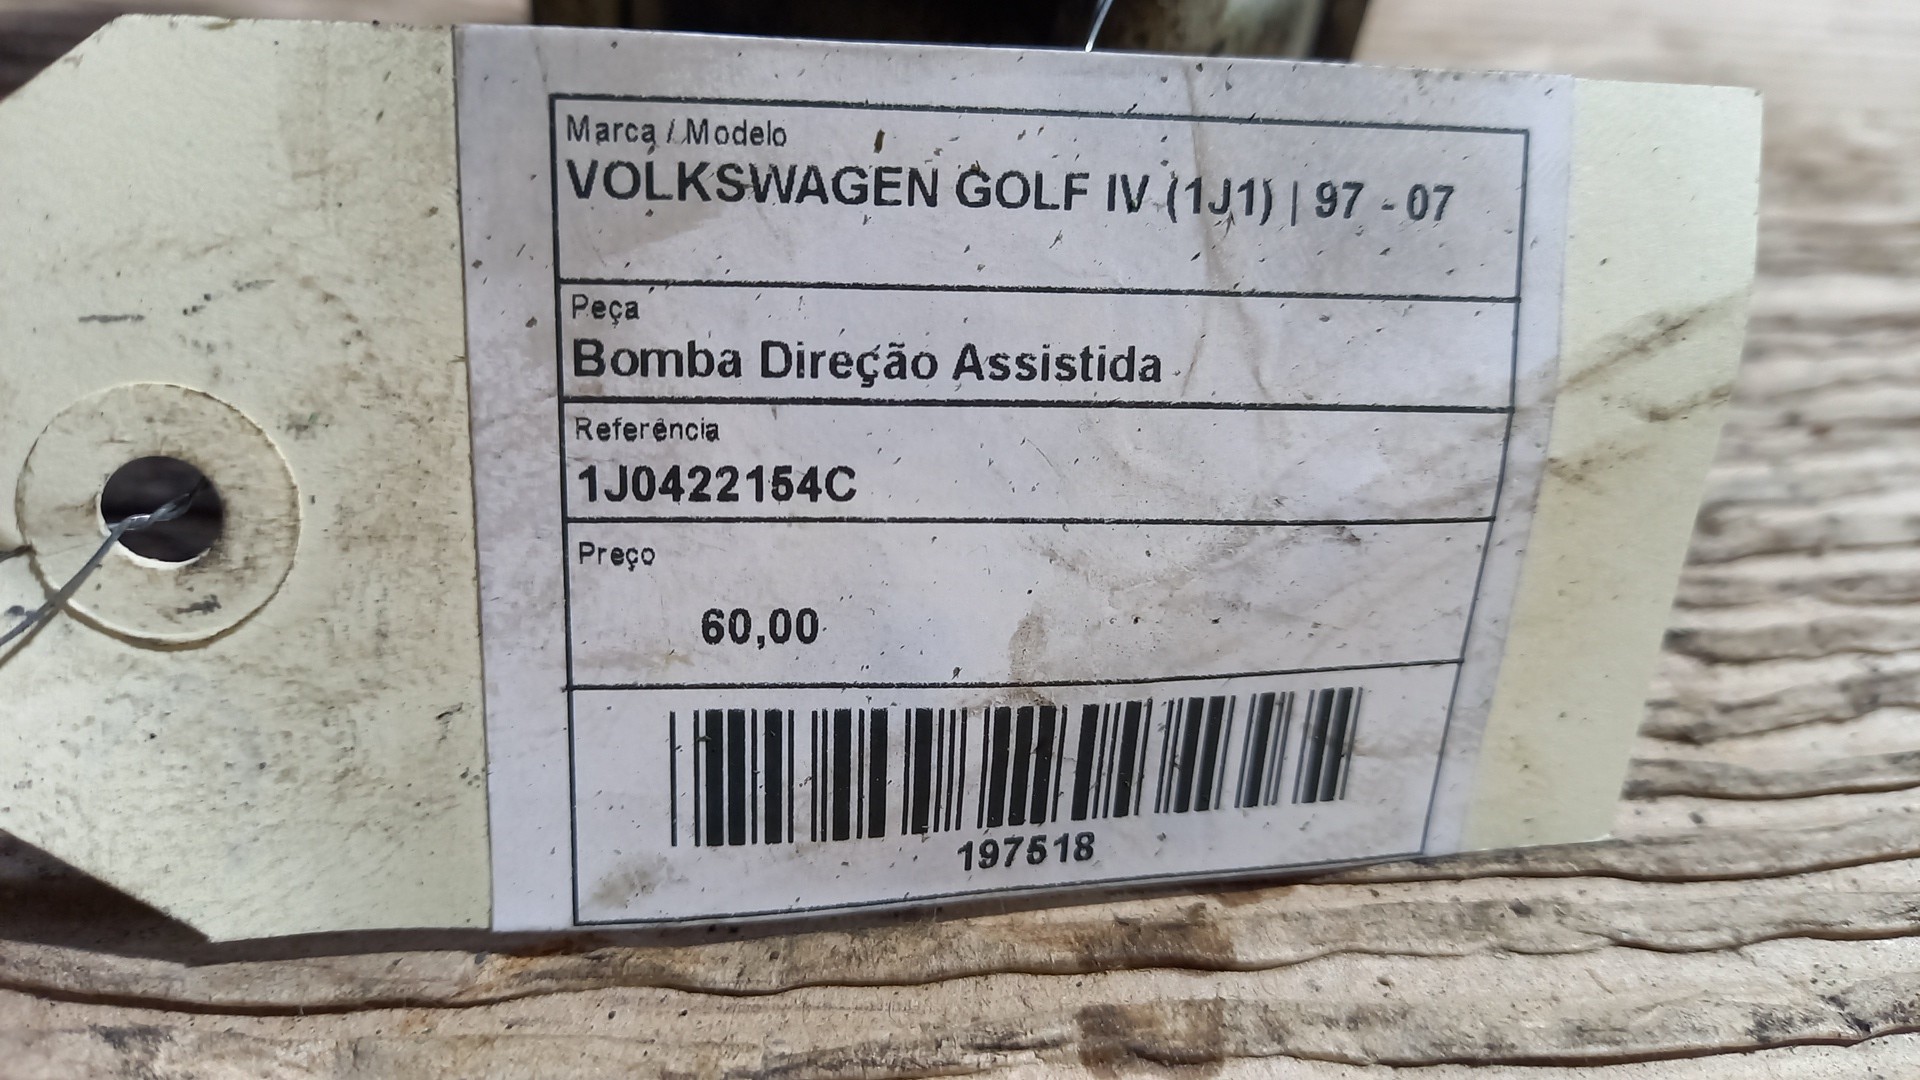 Marca / Modelo
VOLKSWAGEN GOLF IV (1J1) | 97 - 07
Peça
Bomba Direção Assistida
Referência
1J0422154C
Preço
60,00
197518